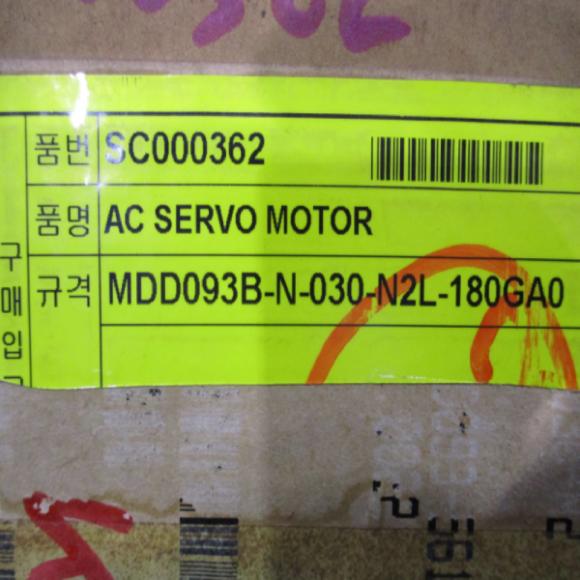 품번 SC000362
품명 AC SERVO MOTOR
규격 MDD093B-N-030-N2L-180GA0
구매입